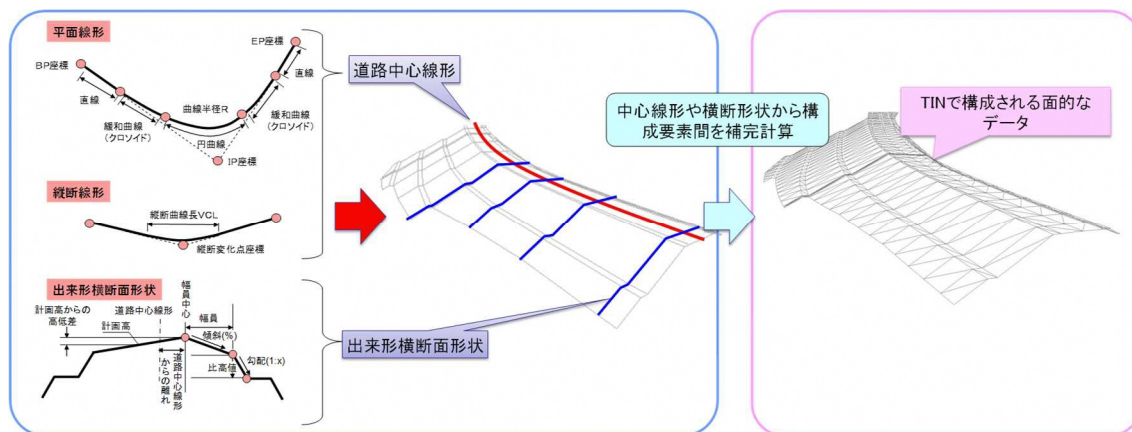 平面線形
BP座標
EP座標
直線
直線
曲線半径R
緩和曲線
(クロソイド)
緩和曲線
(クロソイド)
円曲線
IP座標
縦断線形
縦断曲線長VCL
縦断変化点座標
出来形横断面形状
計画高からの
高低差
道路中心線形
計画高
幅員中心
幅員
傾斜(%)
勾配(1:x)
比高値
道路中心線形
からの離れ
道路中心線形
出来形横断面形状
中心線形や横断形状から構
成要素間を補完計算
TINで構成される面的な
データ